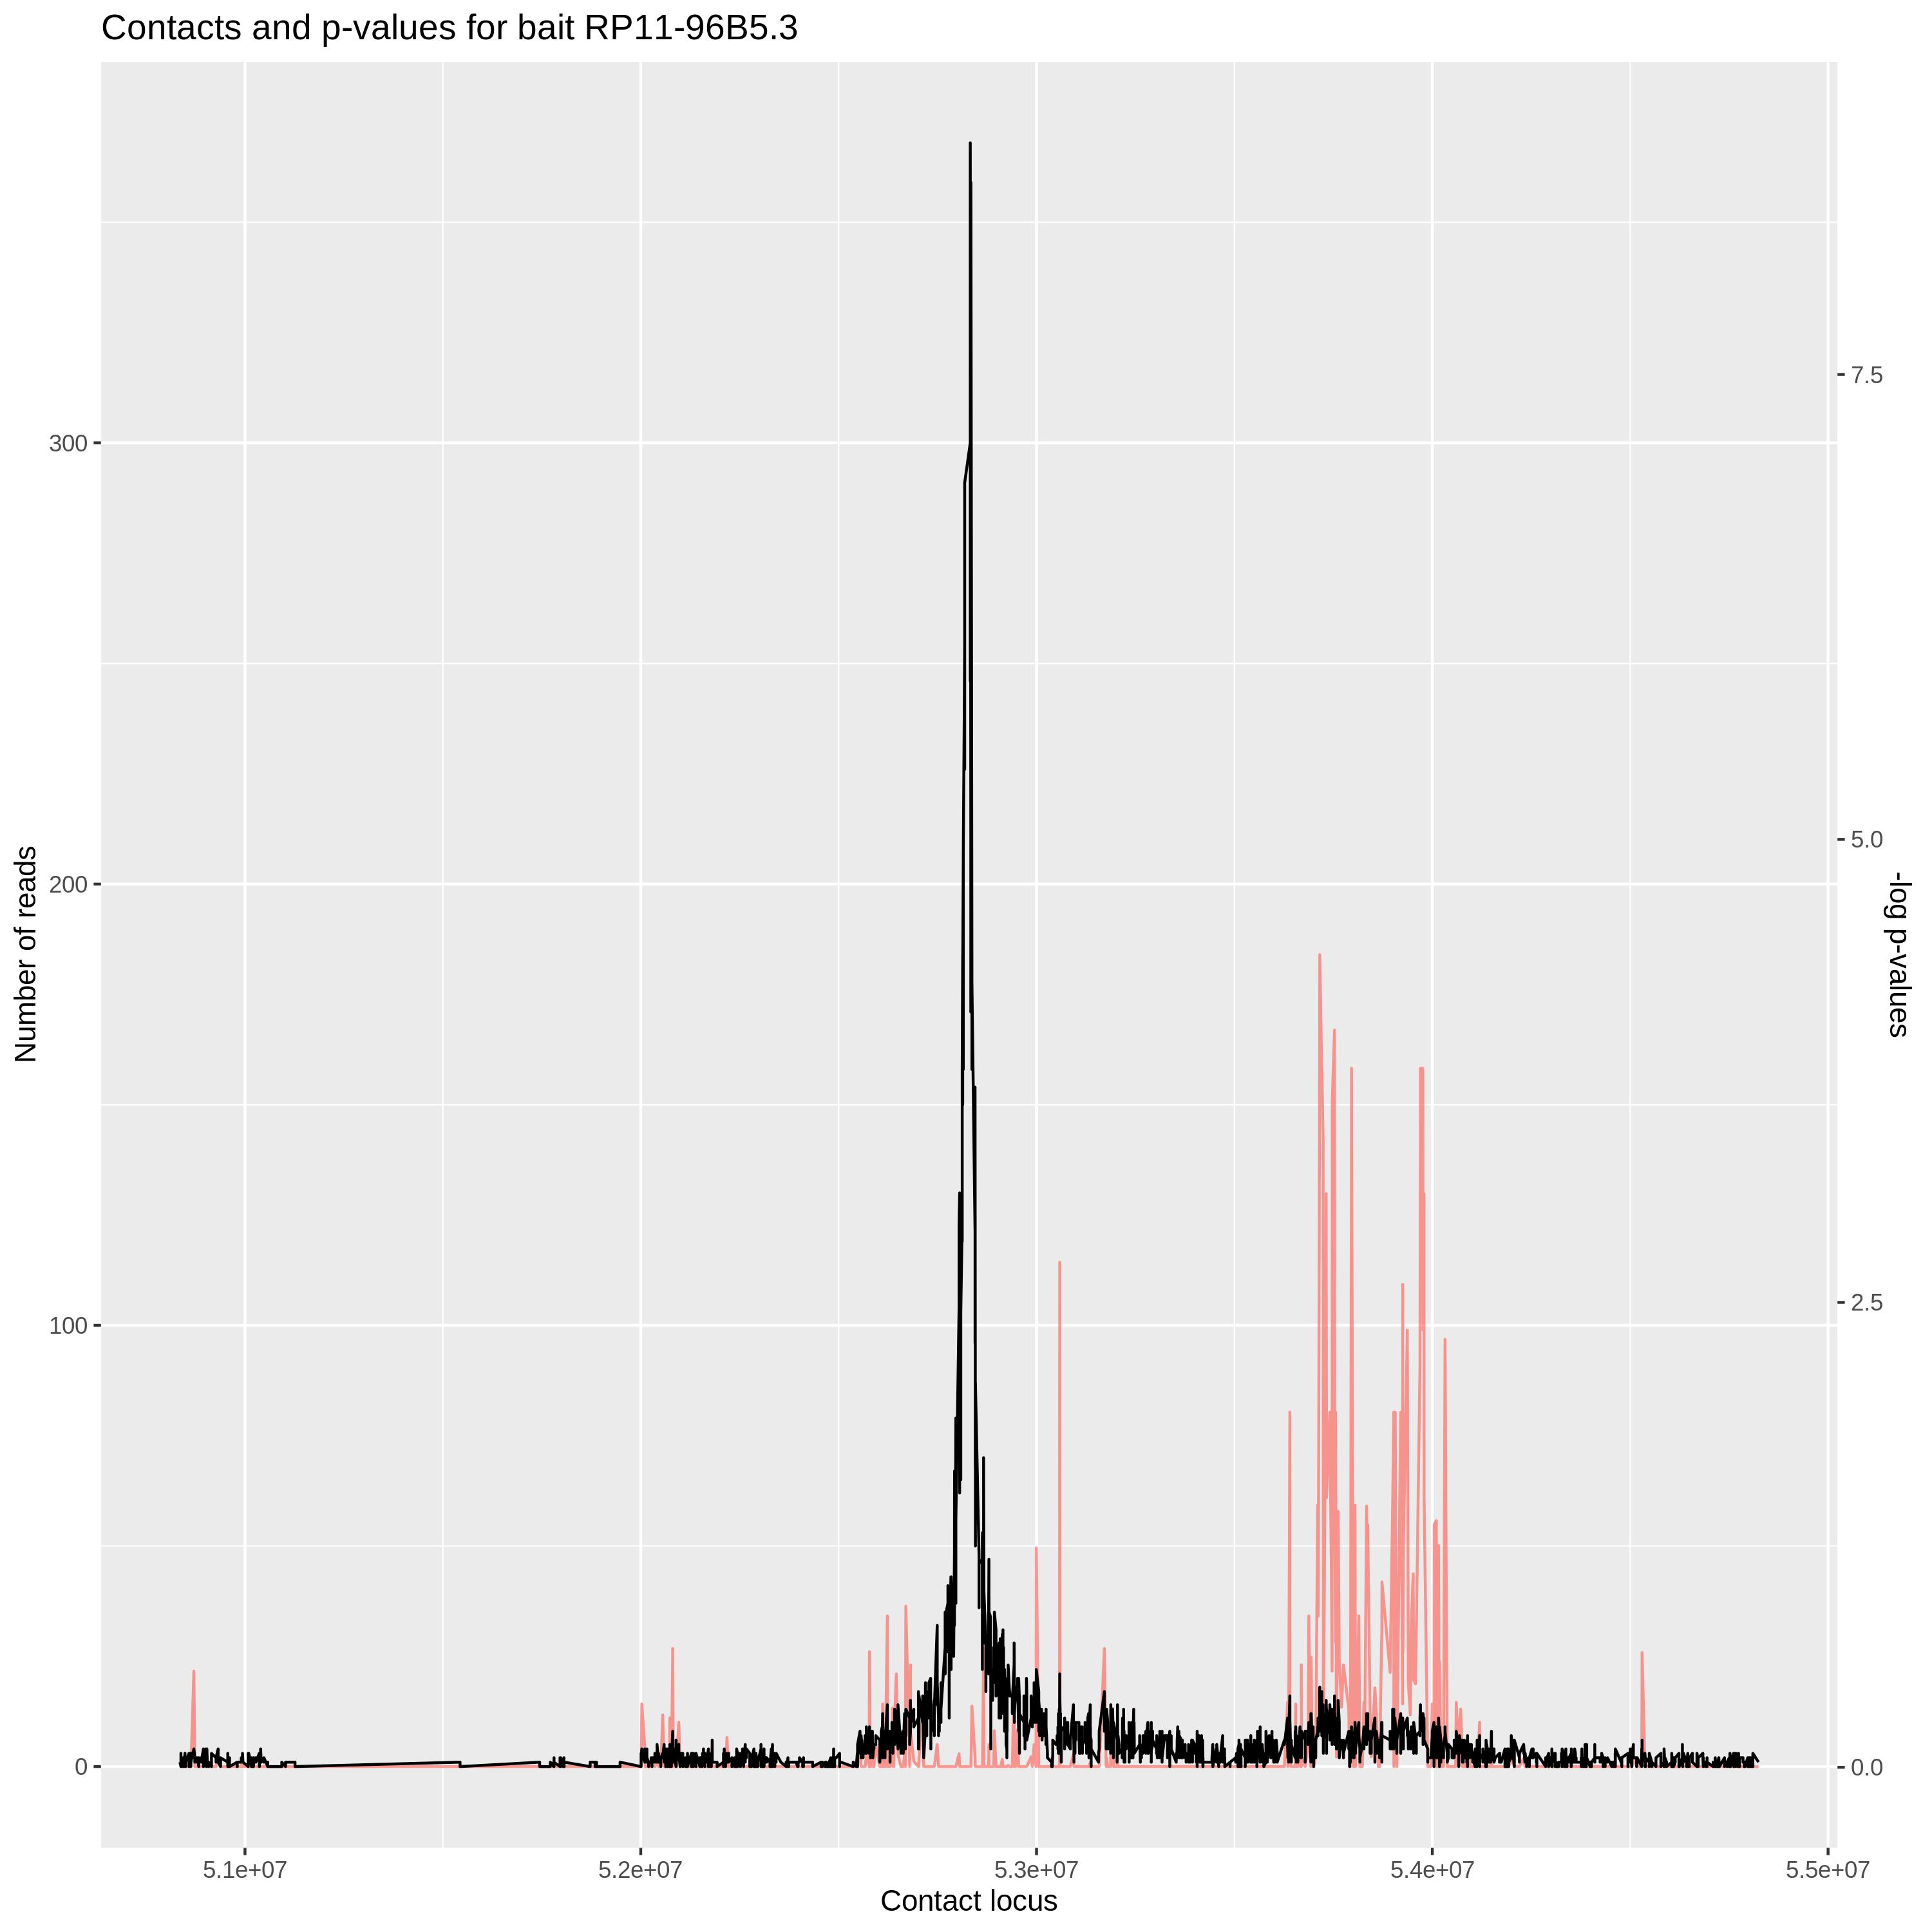 Contacts and p-values for bait RP11-96B5.3
300
200
100
0
Number of reads
7.5
5.0
2.5
0.0
-log p-values
5.1e+07 5.2e+07 5.3e+07 5.4e+07 5.5e+07
Contact locus